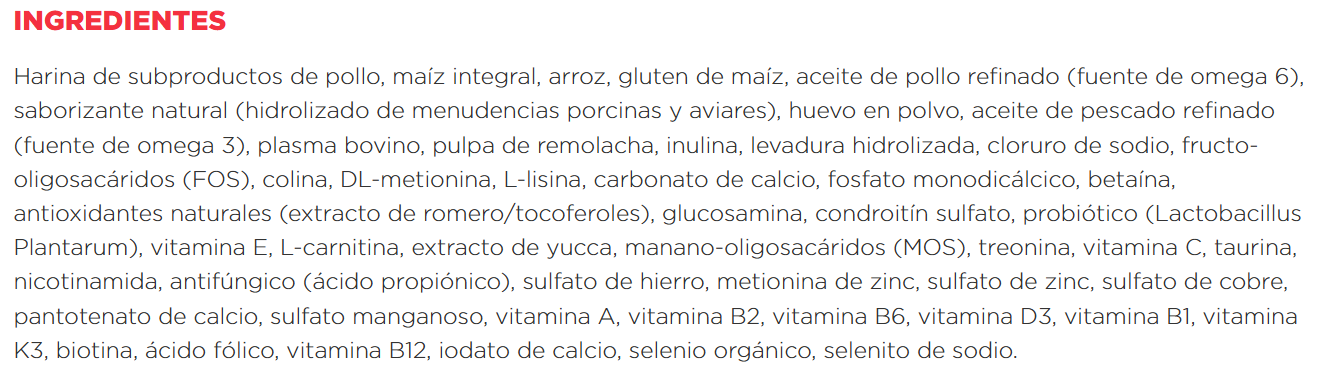 INGREDIENTES
Harina de subproductos de pollo, maíz integral, arroz, gluten de maíz, aceite de pollo refinado (fuente de omega 6),
saborizante natural (hidrolizado de menudencias porcinas y aviares), huevo en polvo, aceite de pescado refinado
(fuente de omega 3), plasma bovino, pulpa de remolacha, inulina, levadura hidrolizada, cloruro de sodio, fructo-
oligosacáridos (FOS), colina, DL-metionina, L-lisina, carbonato de calcio, fosfato monodicálcico, betaína,
antioxidantes naturales (extracto de romero/tocoferoles), glucosamina, condroitín sulfato, probiótico (Lactobacillus
Plantarum), vitamina E, L-carnitina, extracto de yucca, manano-oligosacáridos (MOS), treonina, vitamina C, taurina,
nicotinamida, antifúngico (ácido propiónico), sulfato de hierro, metionina de zinc, sulfato de zinc, sulfato de cobre,
pantotenato de calcio, sulfato manganoso, vitamina A, vitamina B2, vitamina B6, vitamina D3, vitamina B1, vitamina
K3, biotina, ácido fólico, vitamina B12, iodato de calcio, selenio orgánico, selenito de sodio.